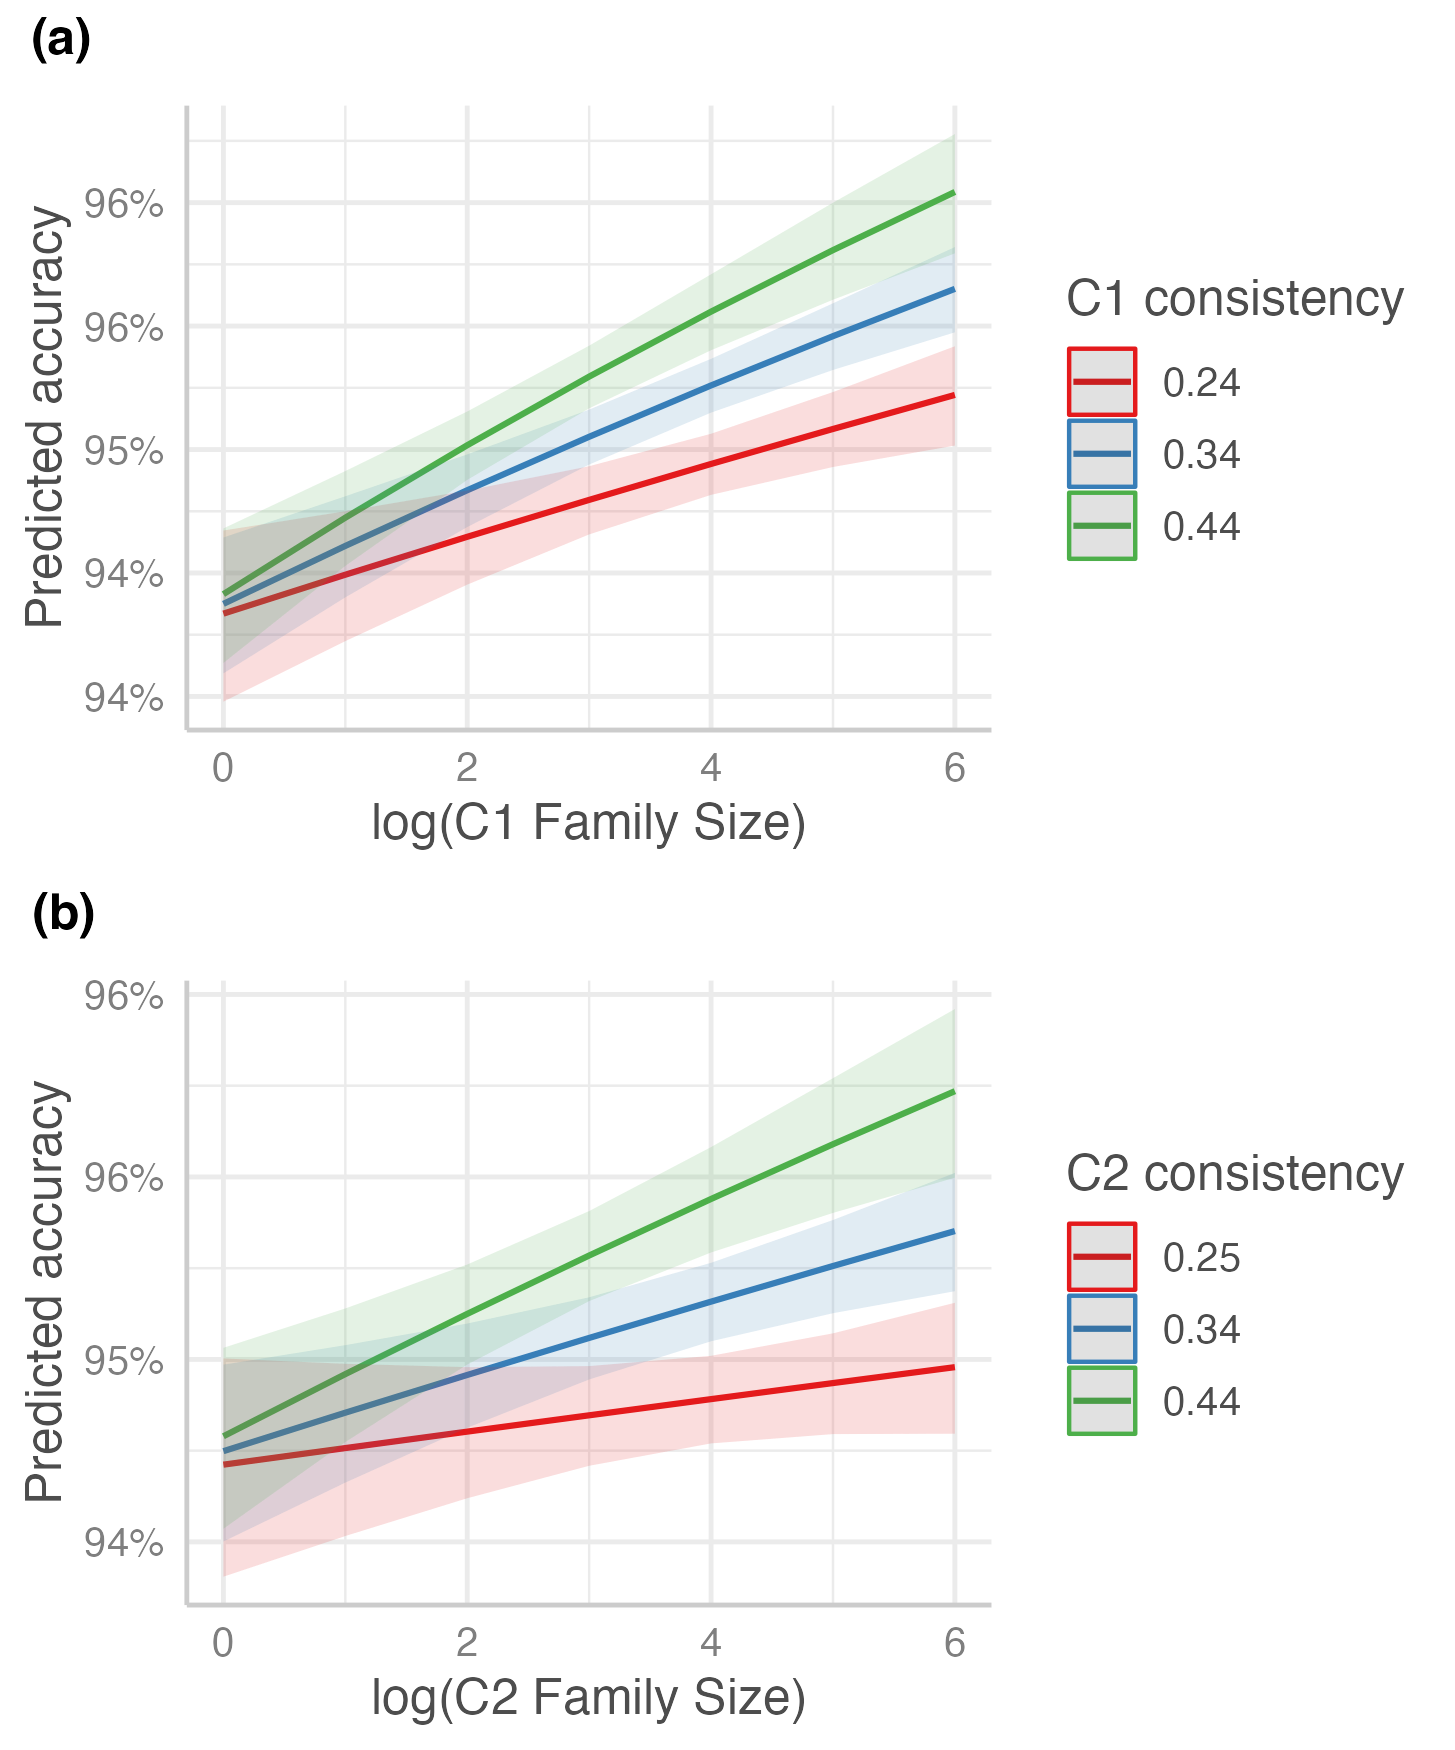 (a)
Predicted accuracy
96%
96%
95%
94%
94%
0 2 4 6
log(C1 Family Size)
C1 consistency
0.24
0.34
0.44
(b)
Predicted accuracy
96%
96%
95%
94%
0 2 4 6
log(C2 Family Size)
C2 consistency
0.25
0.34
0.44